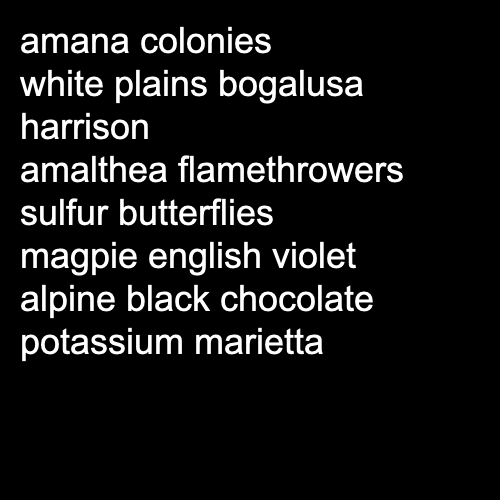 amana colonies
white plains bogalusa
harrison
amalthea flamethrowers
sulfur butterflies
magpie english violet
alpine black chocolate
potassium marietta